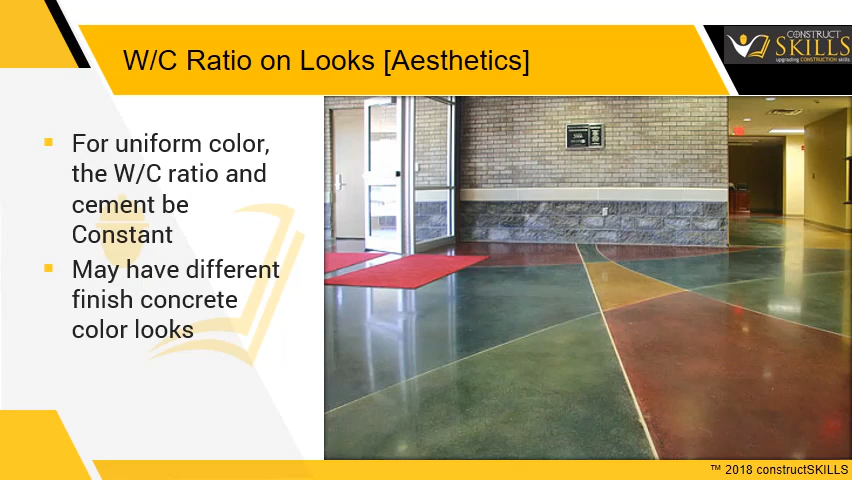 W/C Ratio on Looks [Aesthetics]
CONSTRUCT
SKILLS
upgrading CONSTRUCTION skills
For uniform color,
the W/C ratio and
cement be
Constant
May have different
finish concrete
color looks
™ 2018 constructSKILLS